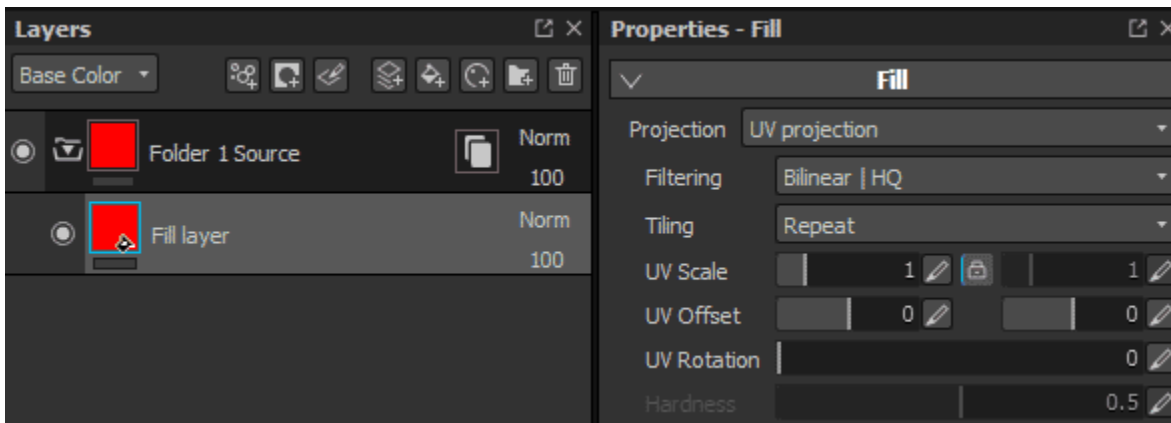 Layers
Base Color
Folder 1 Source
Norm
100
Fill layer
Norm
100
Properties - Fill
Fill
Projection UV projection
Filtering Bilinear | HQ
Tiling Repeat
UV Scale 1 1
UV Offset 0 0
UV Rotation 0
Hardness 0.5